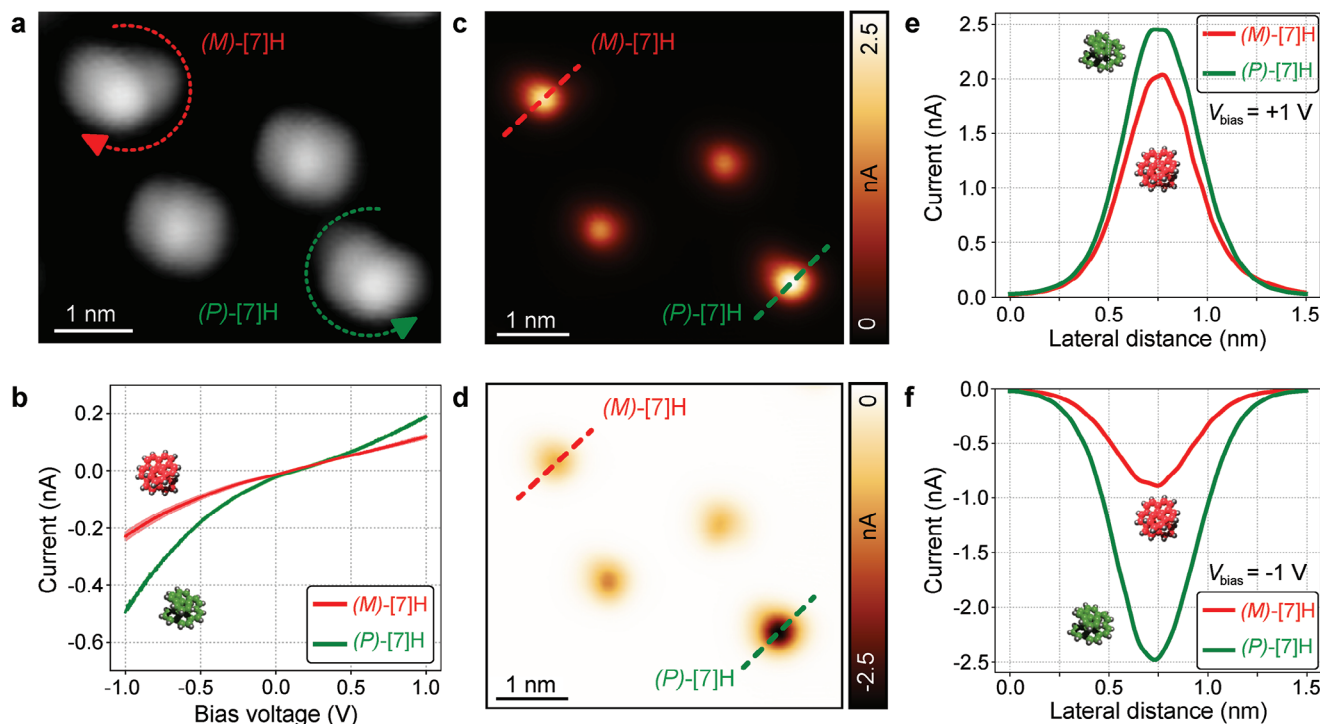 a
(M)-[7]H
(P)-[7]H
1 nm
b
0.2
0.0
-0.2
-0.4
-0.6
Current (nA)
-1.0
-0.5
0.0
0.5
1.0
Bias voltage (V)
(M)-[7]H
(P)-[7]H
c
(M)-[7]H
(P)-[7]H
1 nm
2.5
nA
0
d
(M)-[7]H
(P)-[7]H
1 nm
0
nA
-2.5
e
2.5
2.0
1.5
1.0
0.5
0.0
Current (nA)
(M)-[7]H
(P)-[7]H
Vbias = +1 V
0.0
0.5
1.0
1.5
Lateral distance (nm)
f
0.0
-0.5
-1.0
-1.5
-2.0
-2.5
Current (nA)
Vbias = -1 V
(M)-[7]H
(P)-[7]H
0.0
0.5
1.0
1.5
Lateral distance (nm)